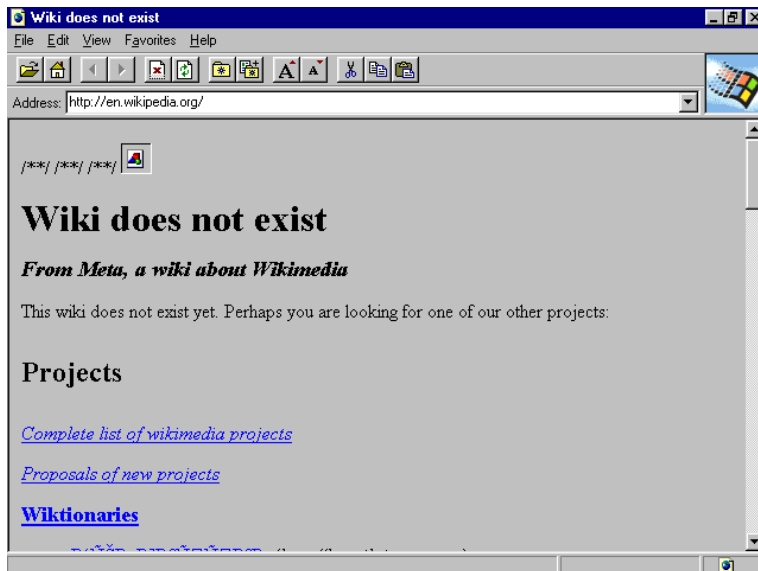 Wiki does not exist
File Edit View Favorites Help
Address: http://en.wikipedia.org/
/**/ /**/ /**/
Wiki does not exist
From Meta, a wiki about Wikimedia
This wiki does not exist yet. Perhaps you are looking for one of our other projects:
Projects
Complete list of wikimedia projects
Proposals of new projects
Wiktionaries